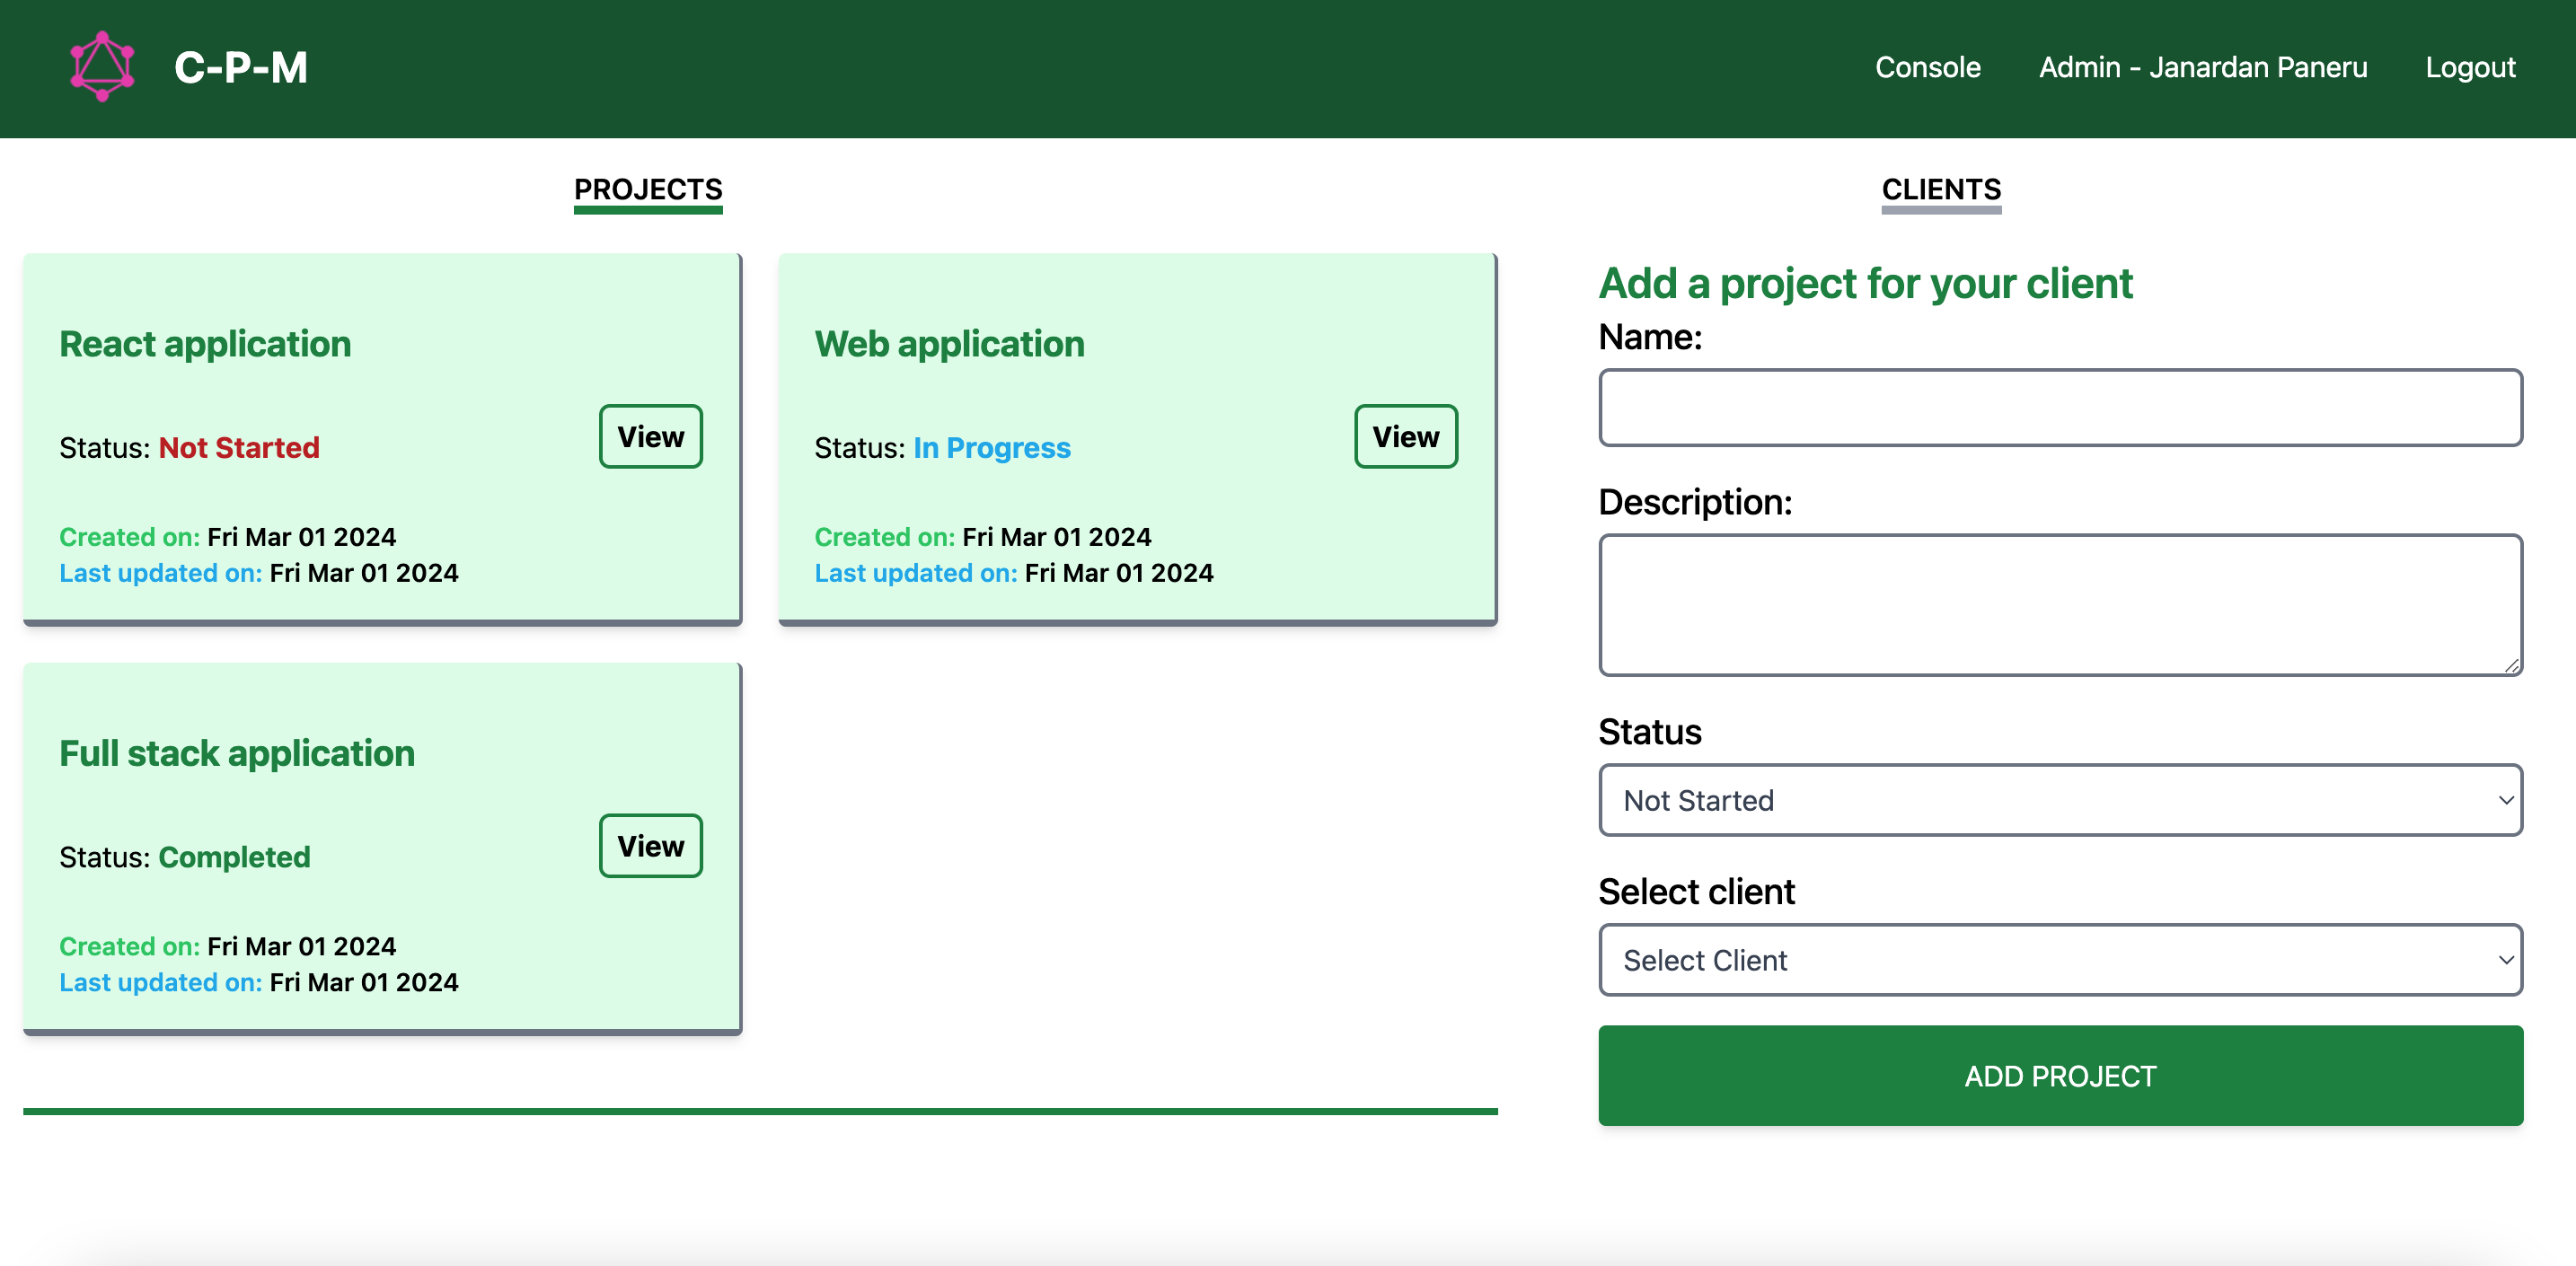 C-P-M
Console
Admin - Janardan Paneru
Logout
PROJECTS
CLIENTS
React application
Status: Not Started
View
Created on: Fri Mar 01 2024
Last updated on: Fri Mar 01 2024
Web application
Status: In Progress
View
Created on: Fri Mar 01 2024
Last updated on: Fri Mar 01 2024
Full stack application
Status: Completed
View
Created on: Fri Mar 01 2024
Last updated on: Fri Mar 01 2024
Add a project for your client
Name:
Description:
Status
Not Started
Select client
Select Client
ADD PROJECT